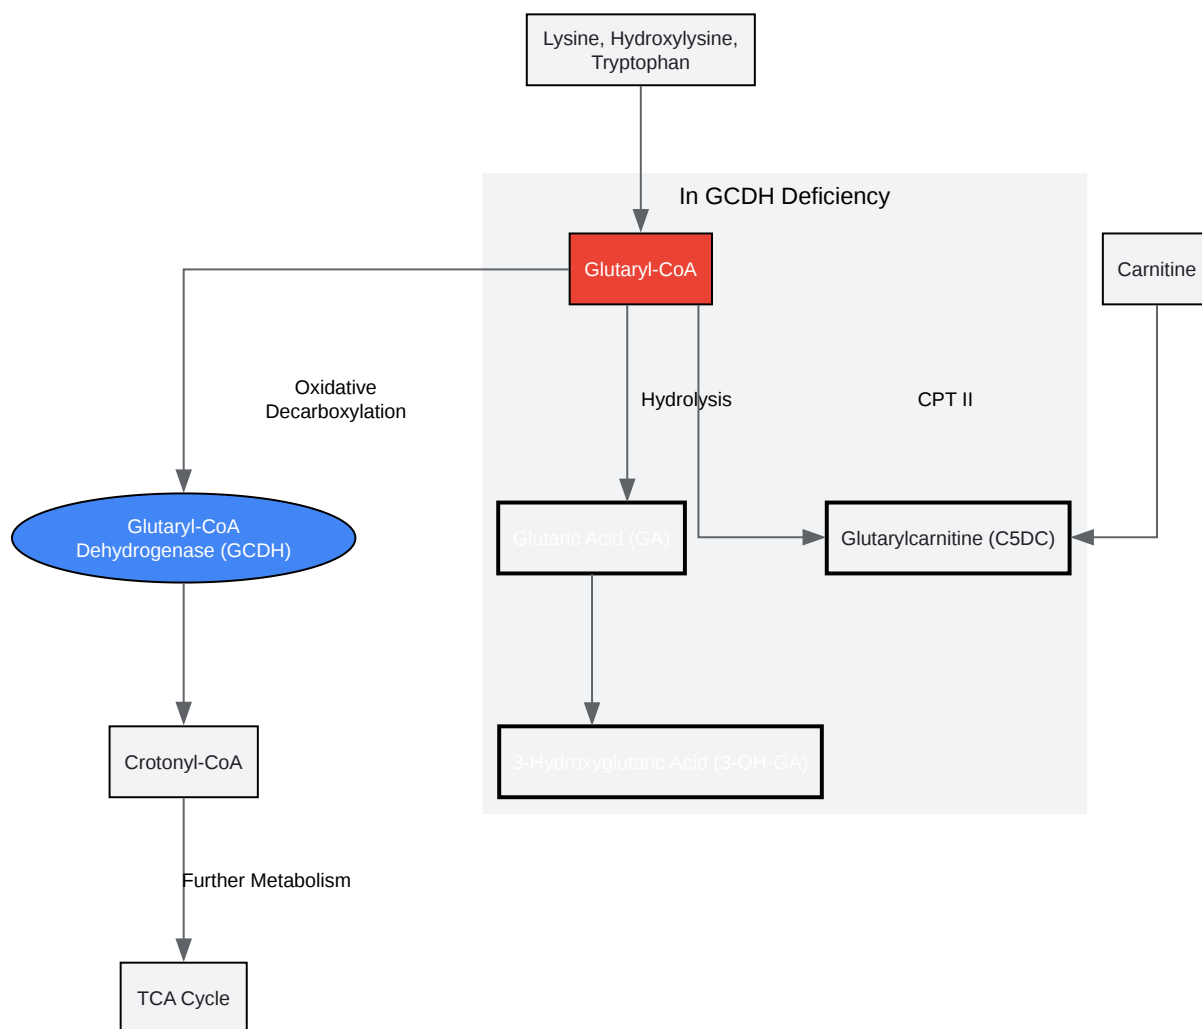 Lysine, Hydroxylysine,
Tryptophan
In GCDH Deficiency
Glutaryl-CoA
Carnitine
Oxidative
Decarboxylation
Hydrolysis
CPT II
Glutaryl-CoA
Dehydrogenase (GCDH)
Glutaric Acid (GA)
Glutarylcarnitine (C5DC)
Crotonyl-CoA
3-Hydroxyglutaric Acid (3-OH-GA)
Further Metabolism
TCA Cycle